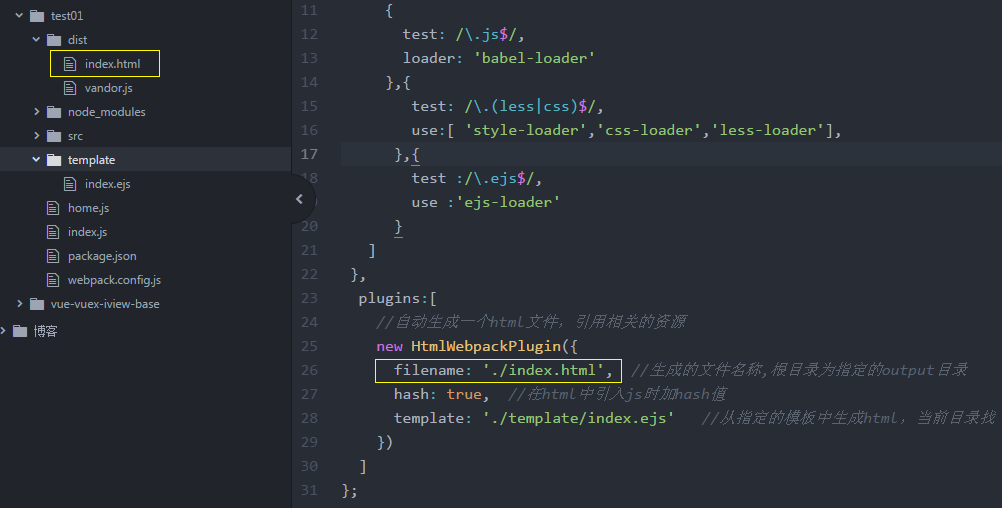 test01
dist
index.html
vandor.js
node_modules
src
template
index.ejs
home.js
index.js
package.json
webpack.config.js
vue-vuex-iview-base
博客
11 {
12 test: /\.js$/,
13 loader: 'babel-loader'
14 },{
15 test: /\.(less|css)$/,
16 use:[ 'style-loader','css-loader','less-loader'],
17 },{
18 test :/\.ejs$/,
use :'ejs-loader'
20 }
21 ]
22 },
23 plugins:[
24 //自动生成一个html文件，引用相关的资源
25 new HtmlWebpackPlugin({
26 filename: './index.html', //生成的文件名称,根目录为指定的output目录
27 hash: true, //在html中引入js时加hash值
28 template: './template/index.ejs' //从指定的模板中生成html，当前目录找
29 })
30 ]
31 };